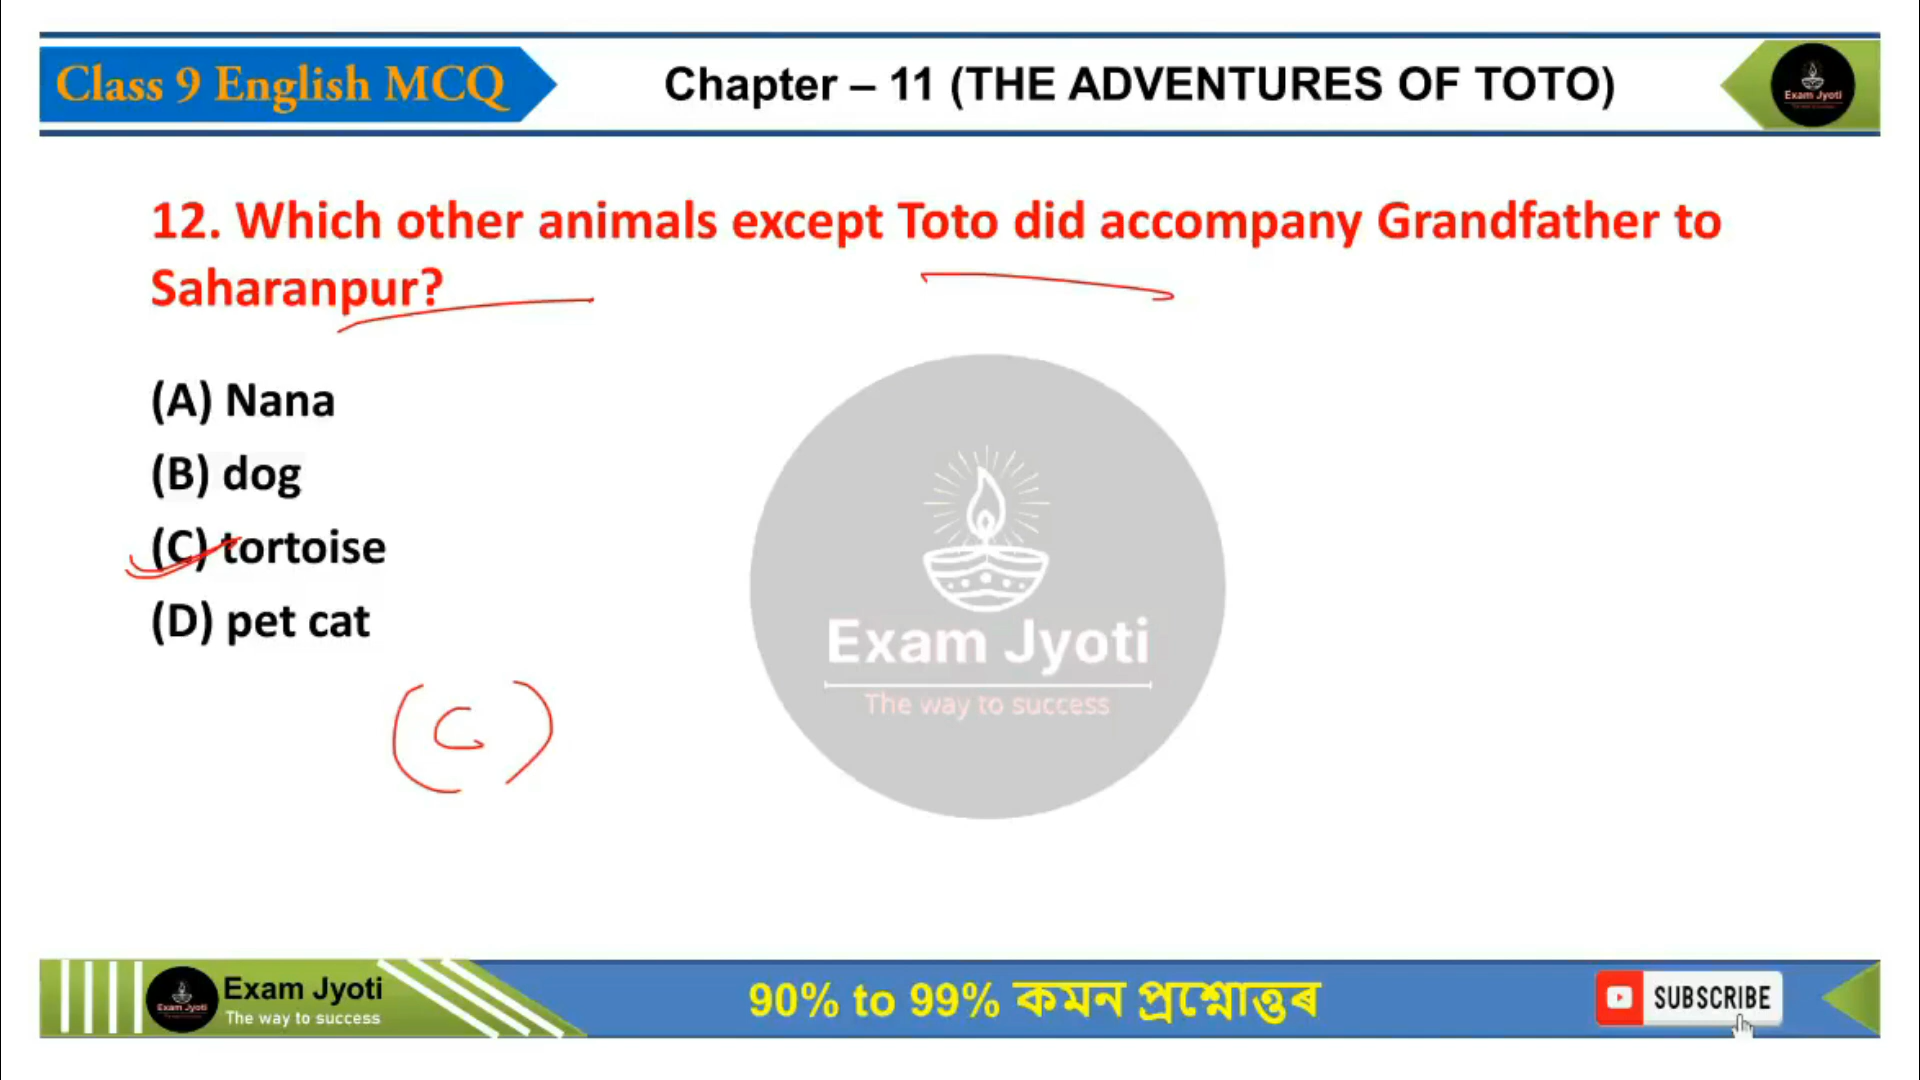 Class 9 English MCQ
Chapter – 11 (THE ADVENTURES OF TOTO)
Exam Jyoti
12. Which other animals except Toto did accompany Grandfather to
Saharanpur?
(A) Nana
(B) dog
(C) tortoise
(D) pet cat
(C)
Exam Jyoti
The way to success
Exam Jyoti
Exam Jyoti
The way to success
90% to 99% কমন প্ৰশ্নোত্তৰ
SUBSCRIBE